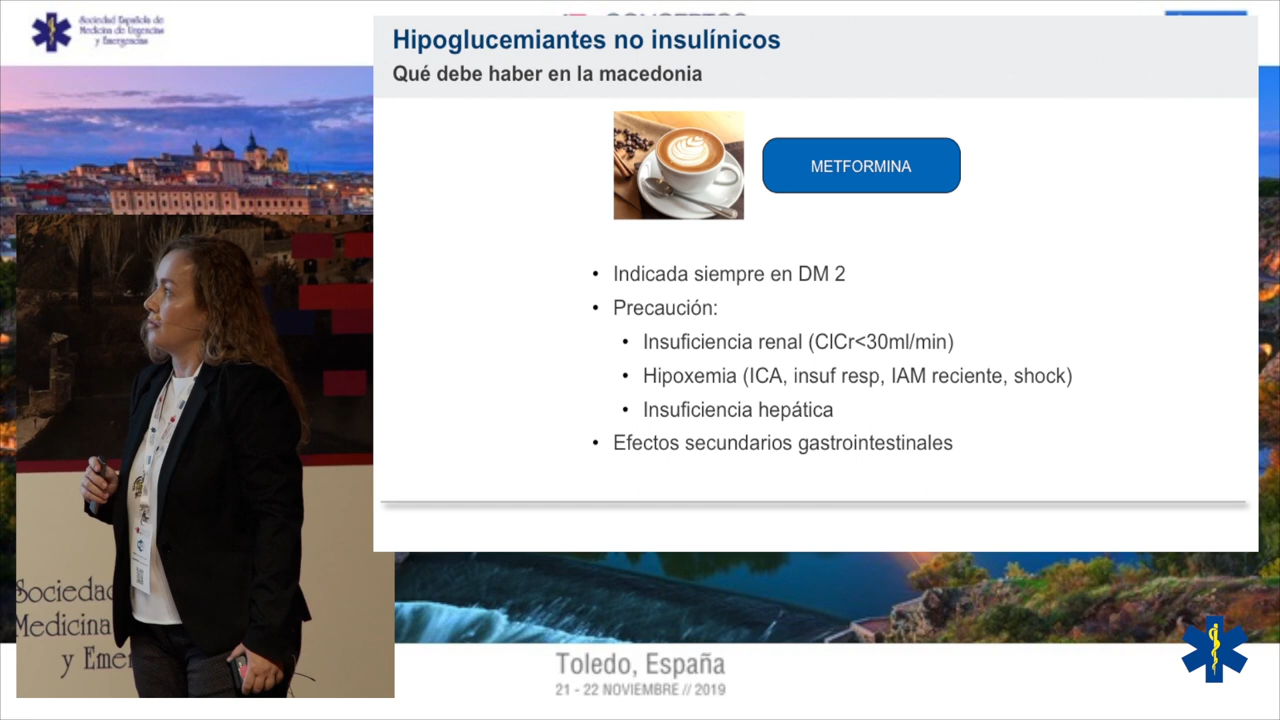 Sociedad Española de
Medicina de Urgencias
y Emergencias
Hipoglucemiantes no insulínicos
Qué debe haber en la macedonia
METFORMINA
• Indicada siempre en DM 2
• Precaución:
• Insuficiencia renal (ClCr<30ml/min)
• Hipoxemia (ICA, insuf resp, IAM reciente, shock)
• Insuficiencia hepática
• Efectos secundarios gastrointestinales
Sociedad
Medicina
y Emer
Toledo, España
21 - 22 NOVIEMBRE // 2019